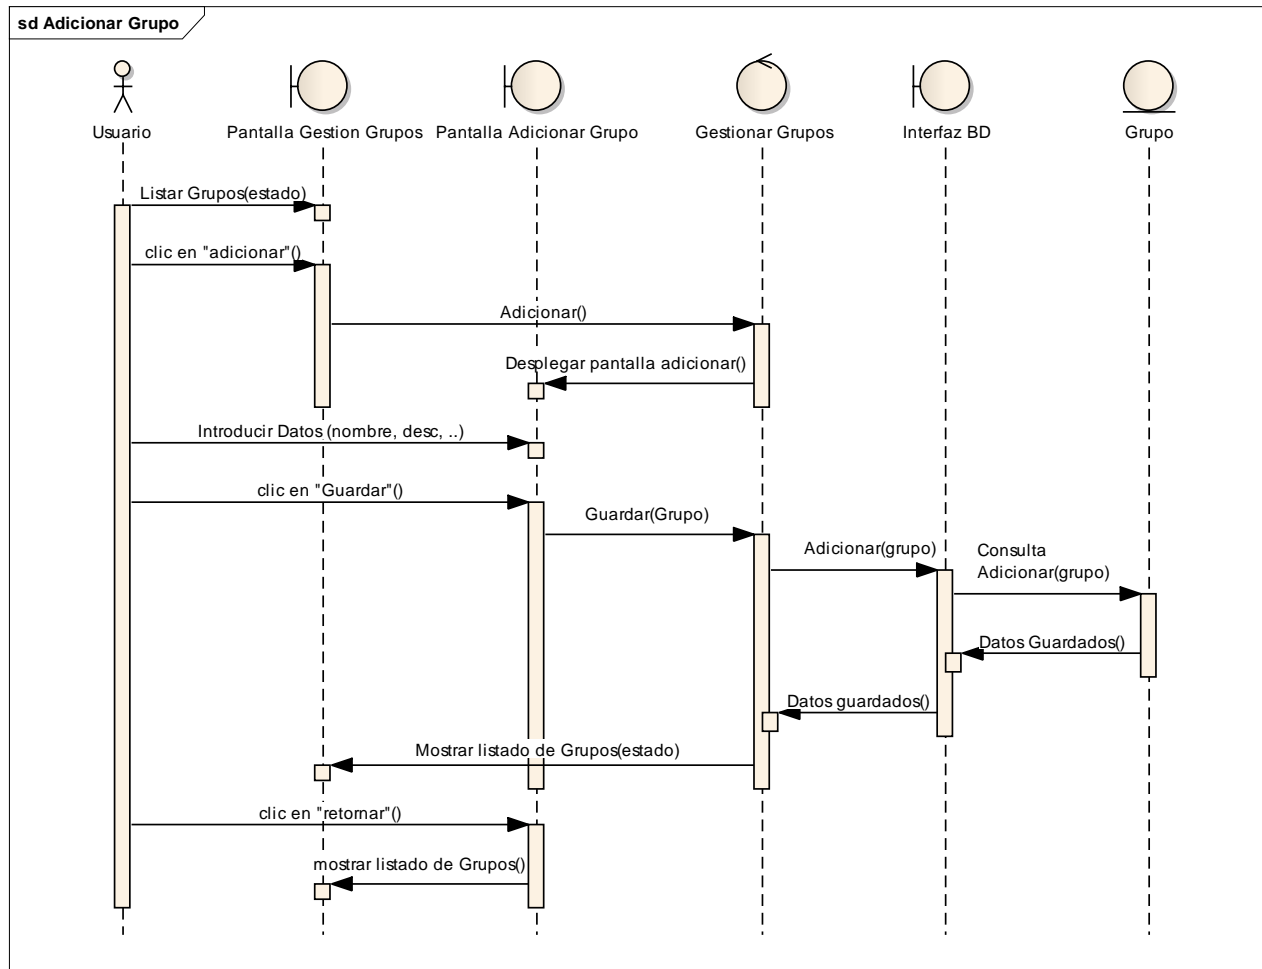 sd Adicionar Grupo
Usuario
Pantalla Gestion Grupos
Pantalla Adicionar Grupo
Gestionar Grupos
Interfaz BD
Grupo
Listar Grupos(estado)
clic en "adicionar"()
Adicionar()
Desplegar pantalla adicionar()
Introducir Datos (nombre, desc, ..)
clic en "Guardar"()
Guardar(Grupo)
Adicionar(grupo)
Consulta
Adicionar(grupo)
Datos Guardados()
Datos guardados()
Mostrar listado de Grupos(estado)
clic en "retornar"()
mostrar listado de Grupos()